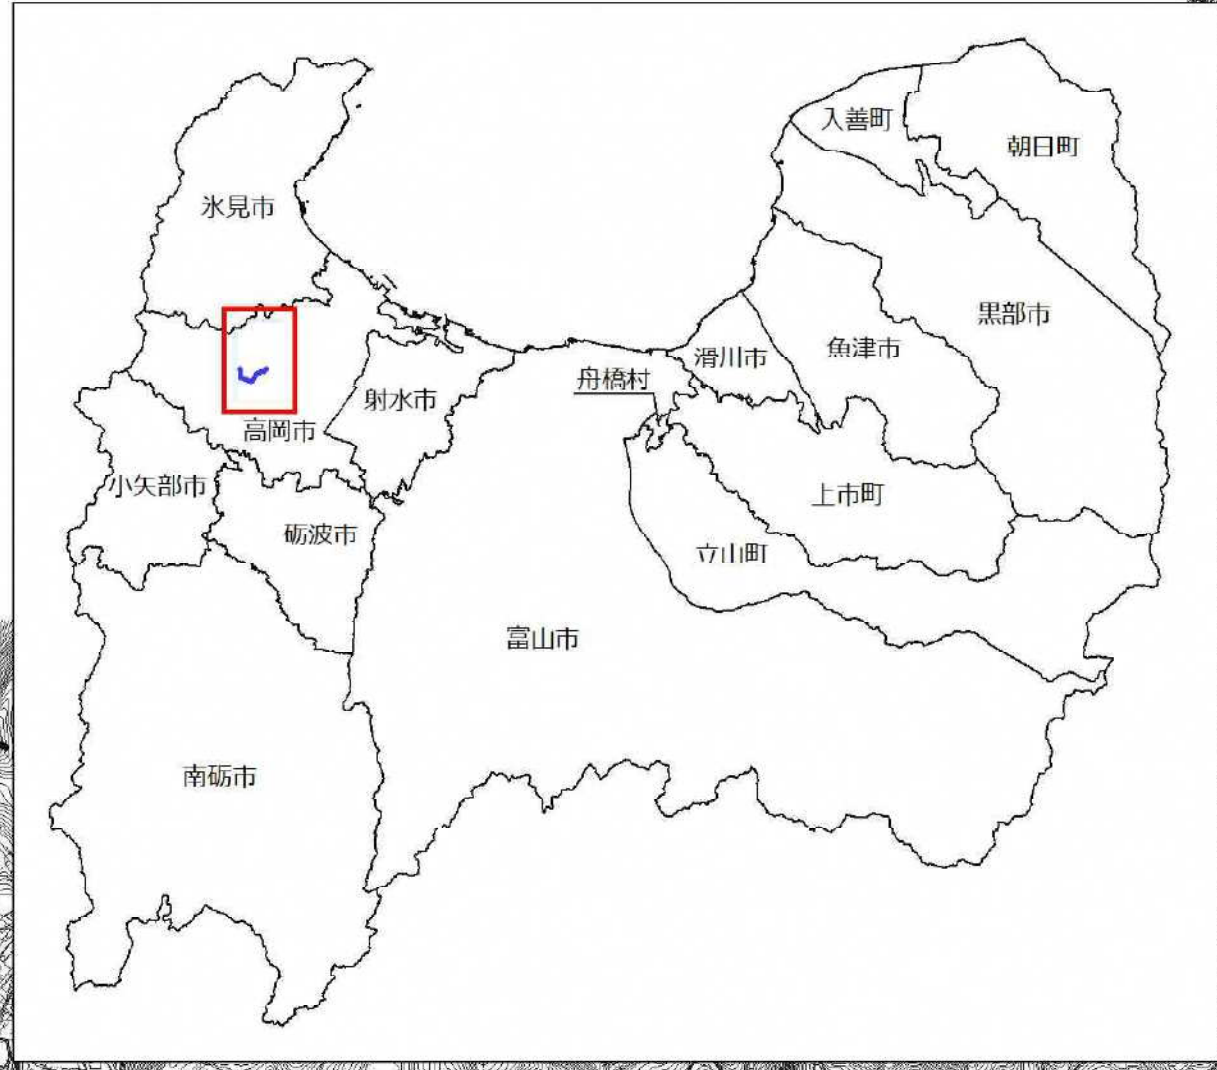 入善町
朝日町
氷見市
黒部市
魚津市
滑川市
舟橋村
射水市
高岡市
小矢部市
上市町
砺波市
立山町
富山市
南砺市